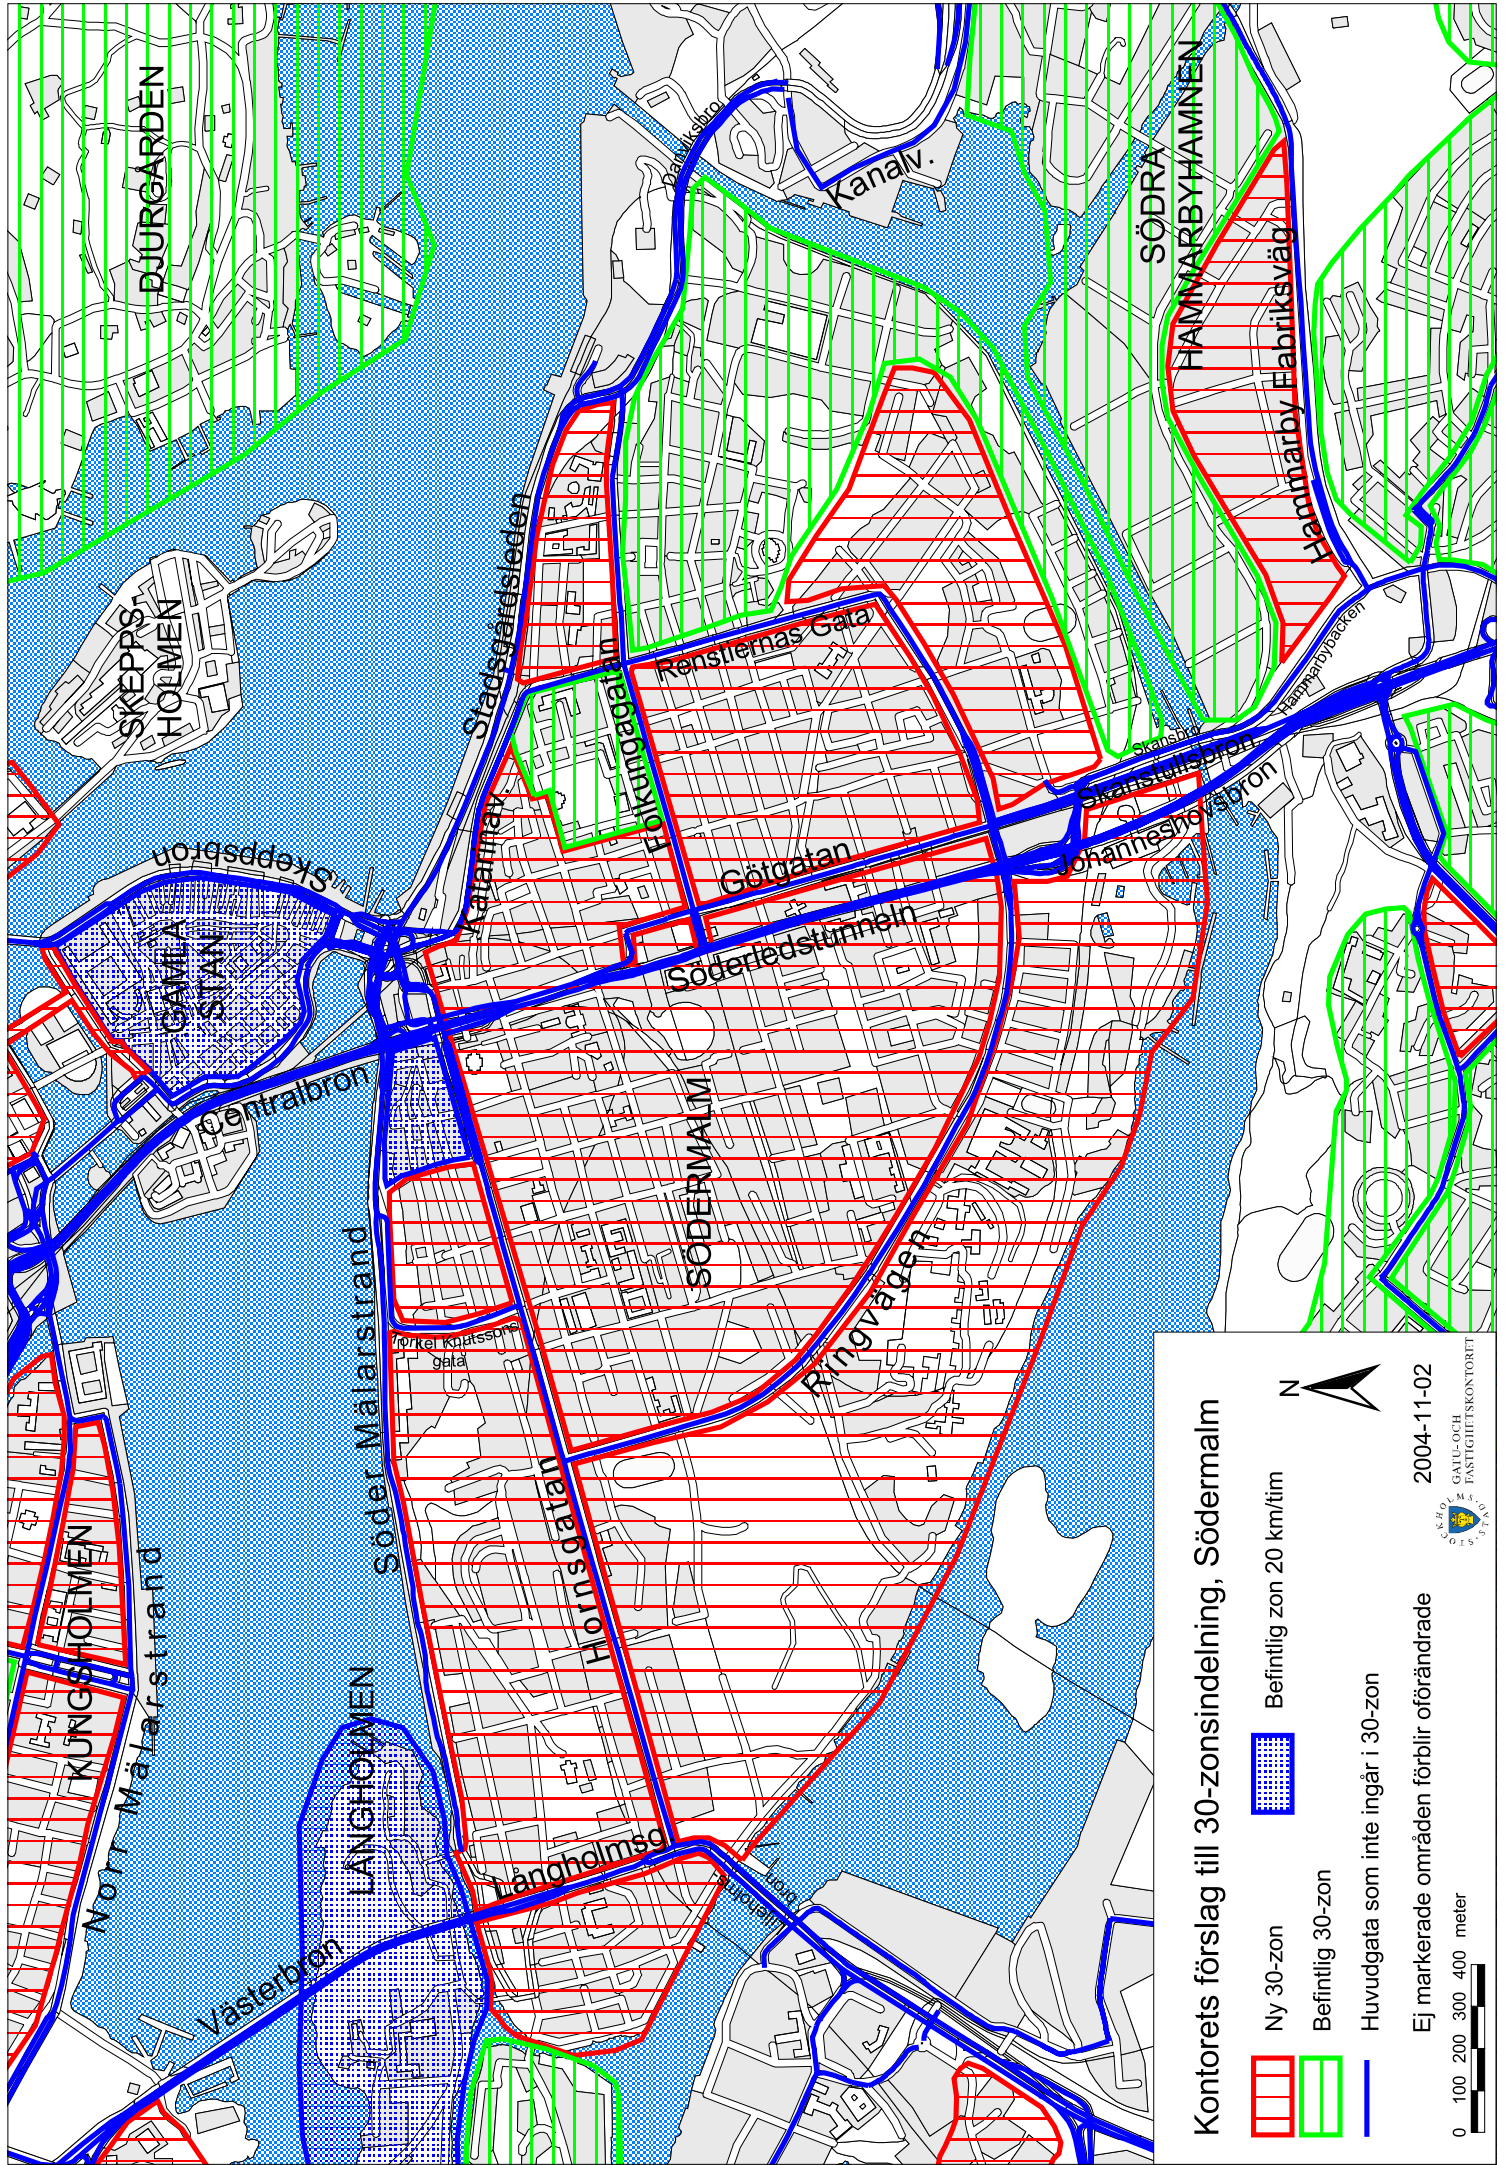 DJURGÅRDEN
SKEPPS-
HOLMEN
Skeppsbron
GAMLA
STAN
Centralbron
KUNGSHOLMEN
Norr Mälarstrand
Söder Mälarstrand
LÅNGHOLMEN
Västerbron
Långholmsg
Liljeholms-
bron
Hornsgatan
Torkel Knutssons
gata
SÖDERMALM
Ringvägen
Söderledstunneln
Götgatan
Folkungagatan
Katarinav.
Stadsgårdsleden
Renstiernas Gata
Danviksbro
Kanalv.
SÖDRA
HAMMARBYHAMNEN
Hammarby Fabriksväg
Hammarbybacken
Skansbro
Skanstullsbron
Johanneshovsbron
Kontorets förslag till 30-zonsindelning, Södermalm
Ny 30-zon
Befintlig zon 20 km/tim
Befintlig 30-zon
Huvudgata som inte ingår i 30-zon
N
Ej markerade områden förblir oförändrade
2004-11-02
0 100 200 300 400 meter
STOCKHOLMS STAD
GATU- OCH
FASTIGHETSKONTORET